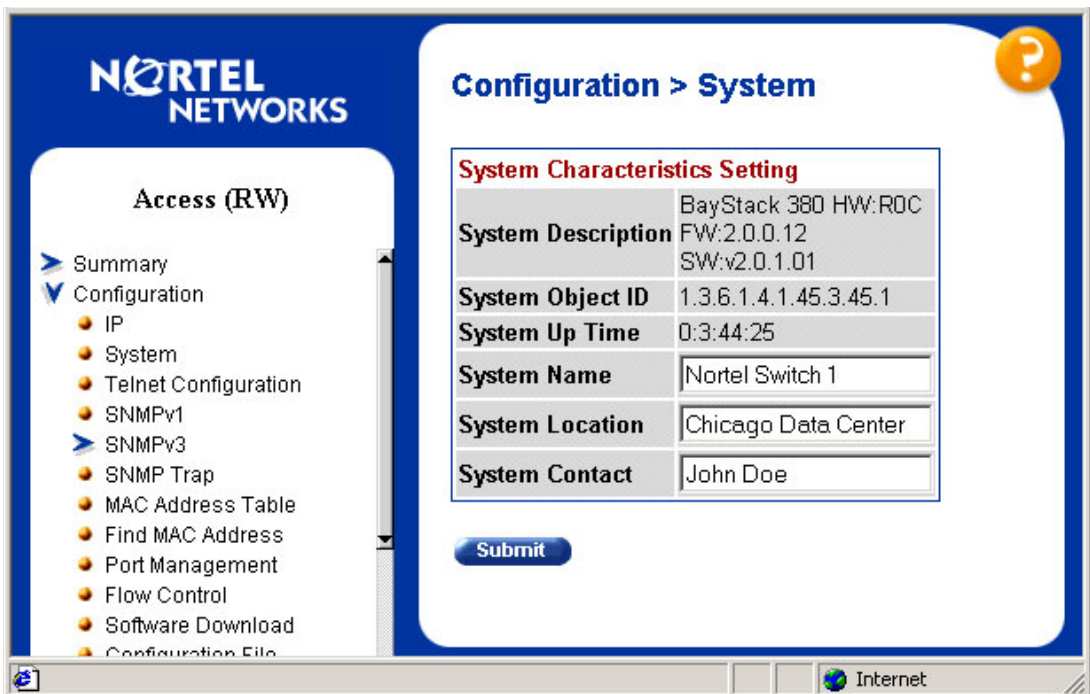 NORTEL
NETWORKS
Access (RW)
Summary
Configuration
IP
System
Telnet Configuration
SNMPv1
SNMPv3
SNMP Trap
MAC Address Table
Find MAC Address
Port Management
Flow Control
Software Download
Configuration File
?
Configuration > System
System Characteristics Setting
System Description
BayStack 380 HW:R0C
FW:2.0.0.12
SW:v2.0.1.01
System Object ID 1.3.6.1.4.1.45.3.45.1
System Up Time 0:3:44:25
System Name Nortel Switch 1
System Location Chicago Data Center
System Contact John Doe
Submit
Internet